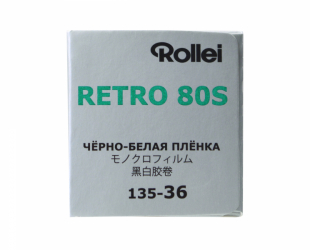 Rollei
RETRO 80S
ЧЁРНО-БЕЛАЯ ПЛЁНКА
モノクロフィルム
黑白胶卷
135-36